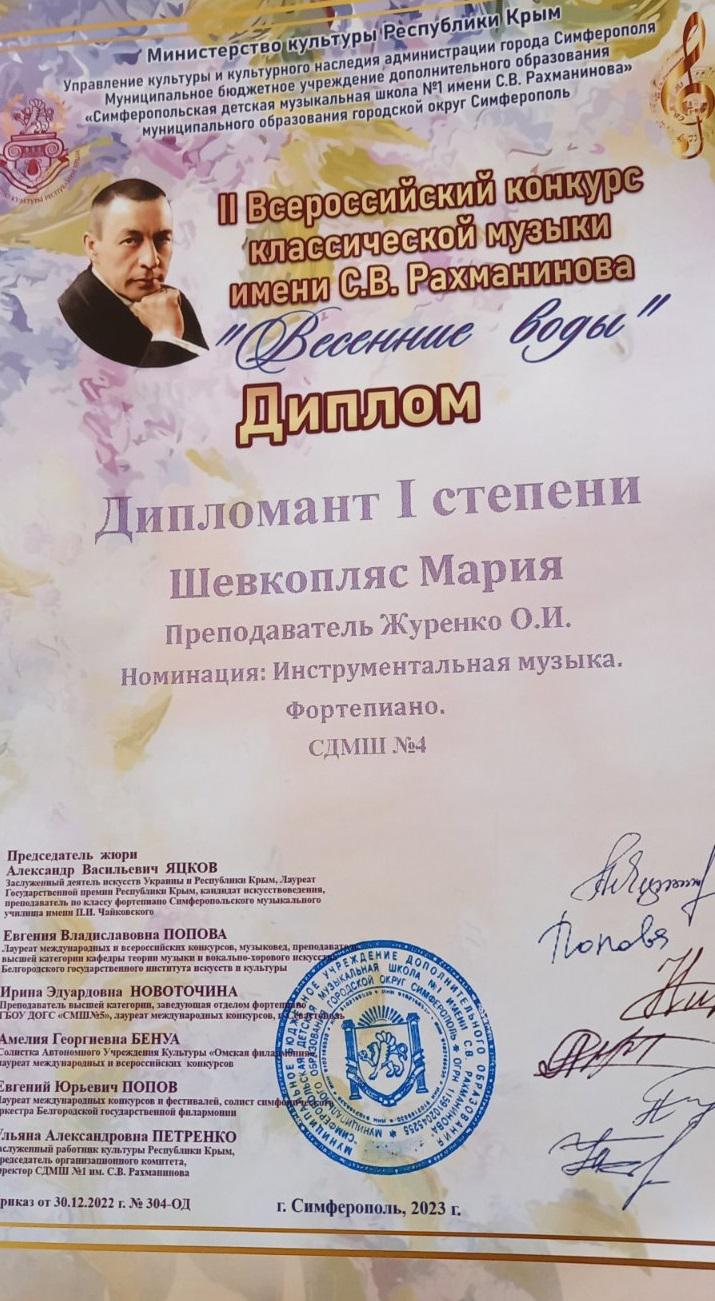 Министерство культуры Республики Крым
Управление культуры и культурного наследия администрации города Симферополя
Муниципальное бюджетное учреждение дополнительного образования
«Симферопольская детская музыкальная школа №1 имени С.В. Рахманинова»
муниципального образования городской округ Симферополь
II Всероссийский конкурс
классической музыки
имени С.В. Рахманинова
"Весенние воды"
Диплом
Дипломант I степени
Шевкопляс Мария
Преподаватель Журенко О.И.
Номинация: Инструментальная музыка.
Фортепиано.
СДМШ №4
Председатель жюри
Александр Васильевич ЯЦКОВ
Заслуженный деятель искусств Украины и Республики Крым, Лауреат
Государственной премии Республики Крым, кандидат искусствоведения,
преподаватель по классу фортепиано Симферопольского музыкального
училища имени П.И. Чайковского
Попова
Евгения Владиславовна ПОПОВА
Лауреат международных и всероссийских конкурсов, музыковед, преподаватель
высшей категории кафедры теории музыки и вокально-хорового искусства
Белгородского государственного института искусств и культуры
Ирина Эдуардовна НОВОТОЧИНА
Преподаватель высшей категории, заведующая отделом фортепиано
ГБОУ ДОГС «СМШ№5», лауреат международных конкурсов, г. Севастополь
Амелия Георгиевна БЕНУА
Солистка Автономного Учреждения Культуры «Омская филармония»,
лауреат международных и всероссийских конкурсов
Евгений Юрьевич ПОПОВ
Лауреат международных конкурсов и фестивалей, солист симфонического
оркестра Белгородской государственной филармонии
Ульяна Александровна ПЕТРЕНКО
заслуженный работник культуры Республики Крым,
председатель организационного комитета,
директор СДМШ №1 им. С.В. Рахманинова
риказ от 30.12.2022 г. № 304-ОД
г. Симферополь, 2023 г.